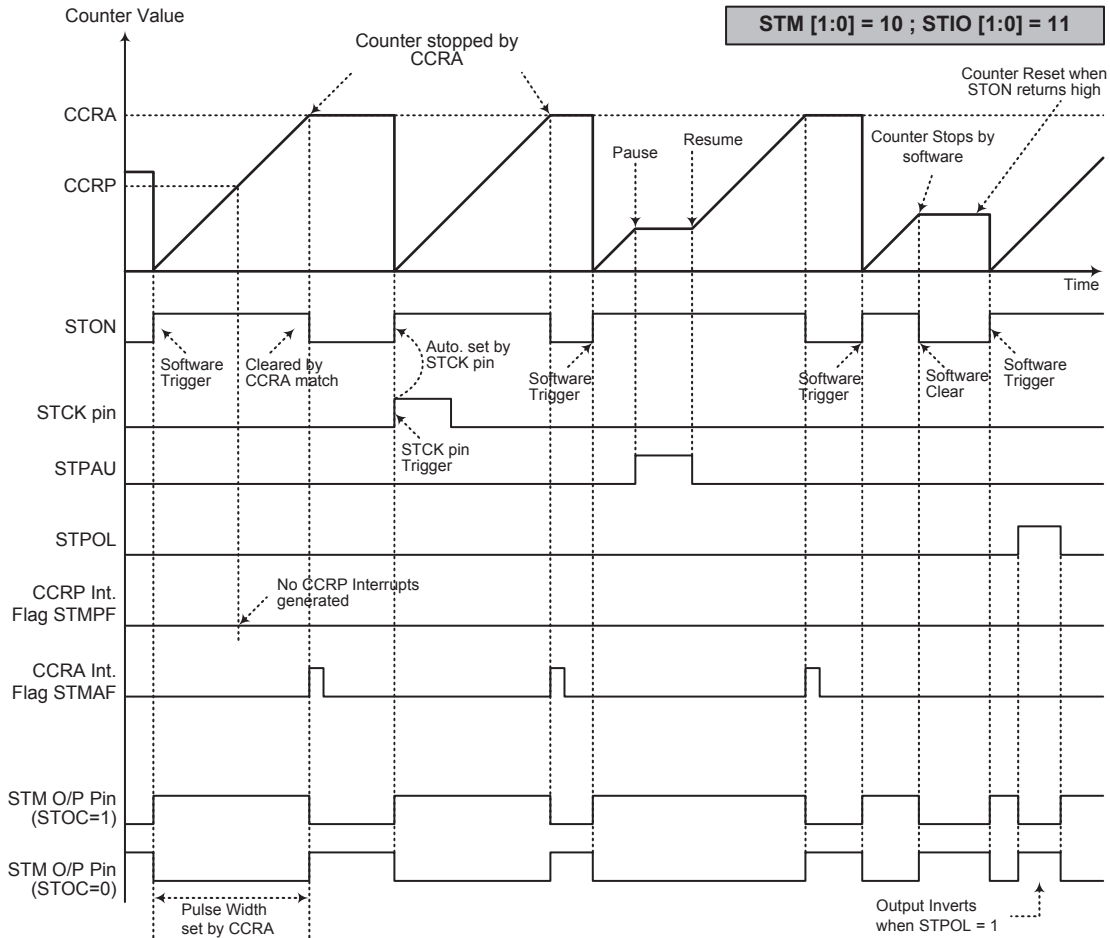 Counter Value
STM [1:0] = 10 ; STIO [1:0] = 11
Counter stopped by
CCRA
Counter Reset when
STON returns high
CCRA
Pause
Resume
Counter Stops by
software
CCRP
Time
STON
Software
Trigger
Cleared by
CCRA match
Auto. set by
STCK pin
Software
Trigger
Software
Trigger
Software
Clear
Software
Trigger
STCK pin
STCK pin
Trigger
STPAU
STPOL
CCRP Int.
Flag STMPF
No CCRP Interrupts
generated
CCRA Int.
Flag STMAF
STM O/P Pin
(STOC=1)
STM O/P Pin
(STOC=0)
Pulse Width
set by CCRA
Output Inverts
when STPOL = 1